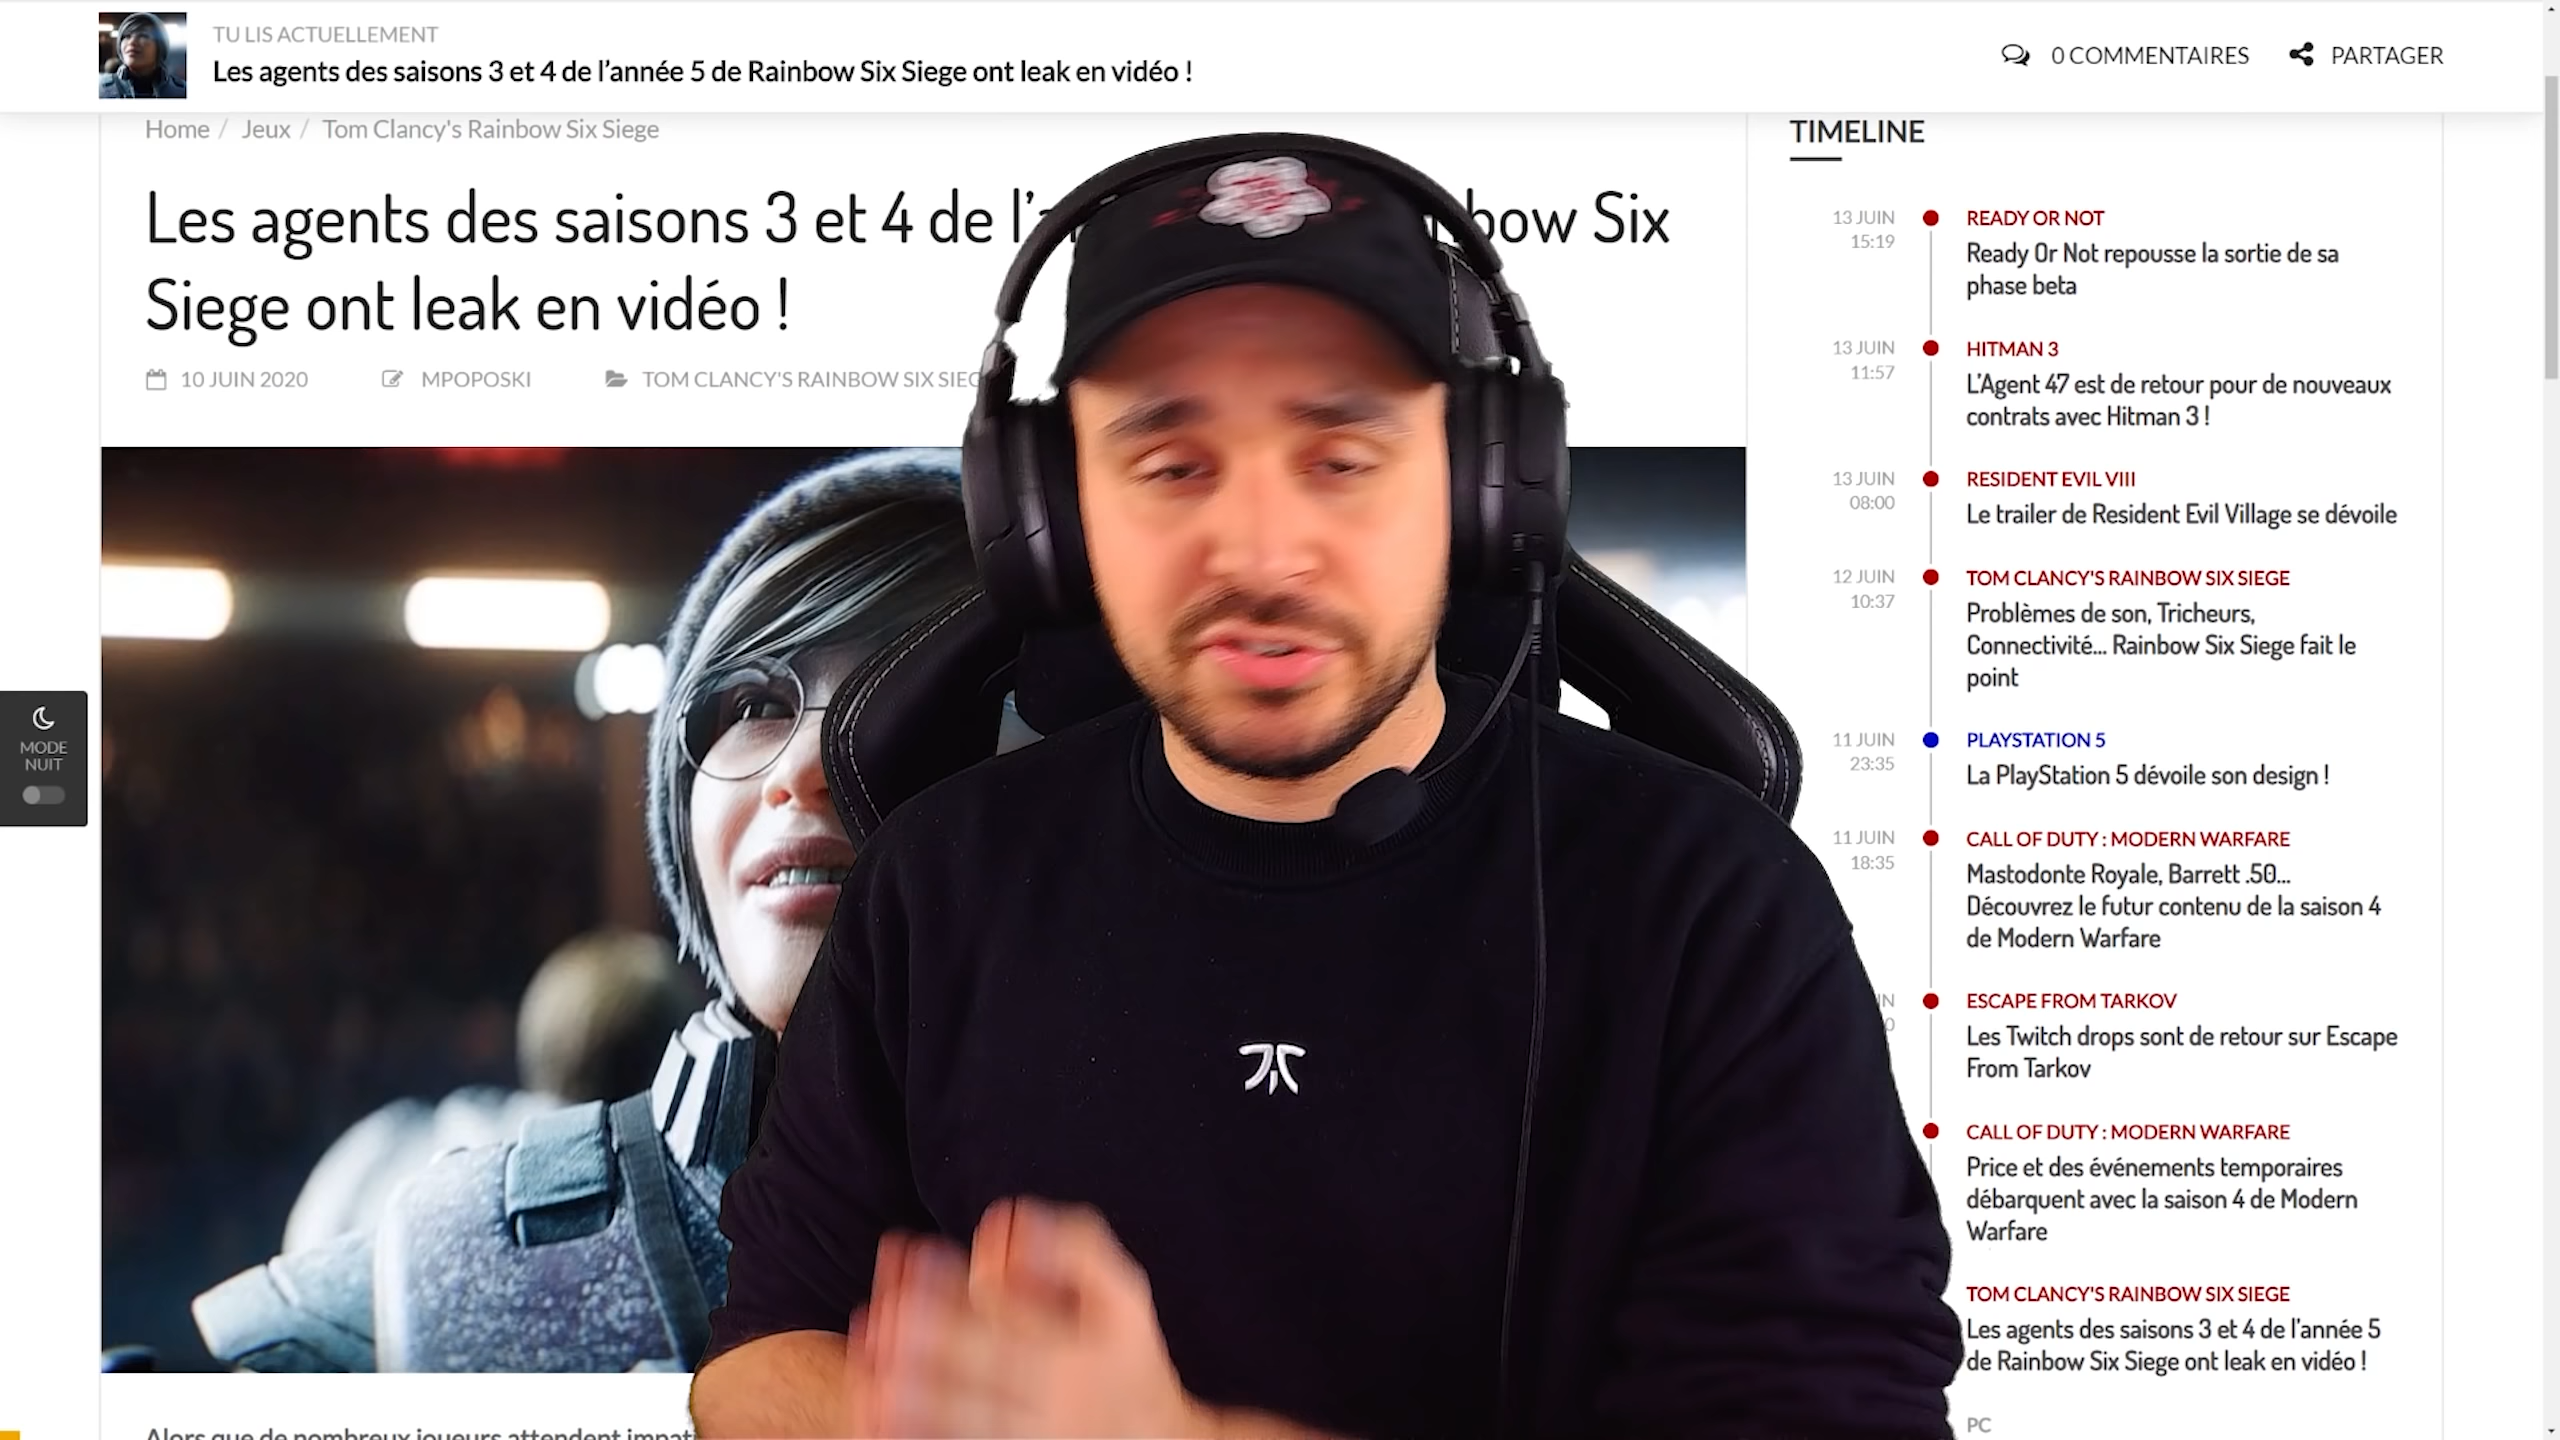 TU LIS ACTUELLEMENT
Les agents des saisons 3 et 4 de l’année 5 de Rainbow Six Siege ont leak en vidéo !
0 COMMENTAIRES
PARTAGER
Home / Jeux / Tom Clancy's Rainbow Six Siege
Les agents des saisons 3 et 4 de Six
Siege ont leak en vidéo !
10 JUIN 2020
MPOPOSKI
TOM CLANCY'S RAINBOW SIX
MODE
NUIT
Alors que de nombreux joueurs attendent
TIMELINE
13 JUIN
15:19
READY OR NOT
Ready Or Not repousse la sortie de sa
phase beta
13 JUIN
11:57
HITMAN 3
L’Agent 47 est de retour pour de nouveaux
contrats avec Hitman 3 !
13 JUIN
08:00
RESIDENT EVIL VIII
Le trailer de Resident Evil Village se dévoile
12 JUIN
10:37
TOM CLANCY'S RAINBOW SIX SIEGE
Problèmes de son, Tricheurs,
Connectivité… Rainbow Six Siege fait le
point
11 JUIN
23:35
PLAYSTATION 5
La PlayStation 5 dévoile son design !
11 JUIN
18:35
CALL OF DUTY : MODERN WARFARE
Mastodonte Royale, Barrett .50…
Découvrez le futur contenu de la saison 4
de Modern Warfare
ESCAPE FROM TARKOV
Les Twitch drops sont de retour sur Escape
From Tarkov
CALL OF DUTY : MODERN WARFARE
Price et des événements temporaires
débarquent avec la saison 4 de Modern
Warfare
TOM CLANCY'S RAINBOW SIX SIEGE
Les agents des saisons 3 et 4 de l’année 5
de Rainbow Six Siege ont leak en vidéo !
PC